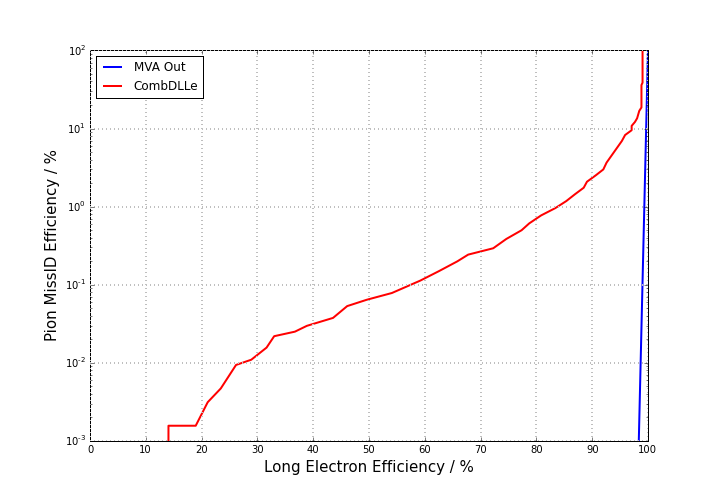 MVA Out
CombDLLe
Pion MissID Efficiency / %
10²
10¹
10⁰
10⁻¹
10⁻²
10⁻³
0 10 20 30 40 50 60 70 80 90 100
Long Electron Efficiency / %